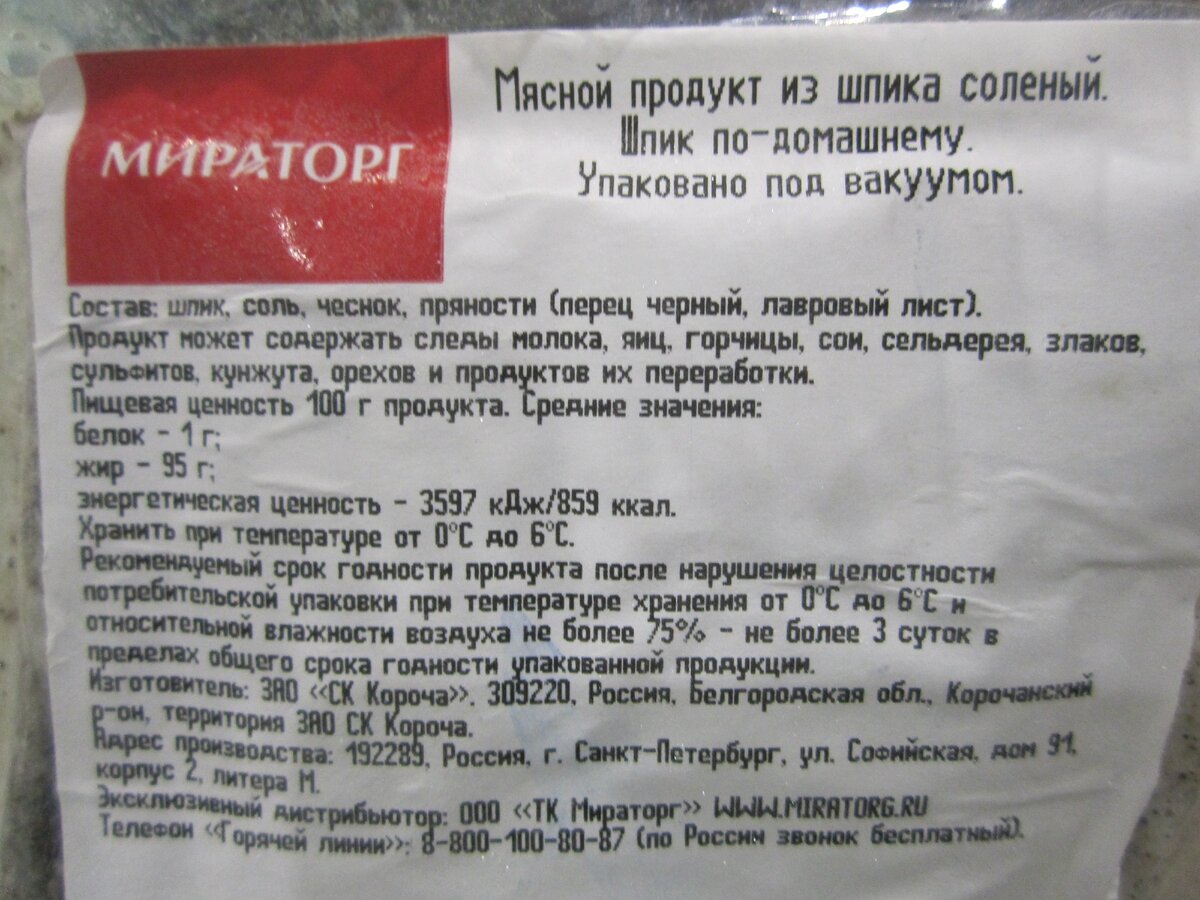 МИРАТОРГ
Мясной продукт из шпика соленый.
Шпик по-домашнему.
Упаковано под вакуумом.
Состав: шпик, соль, чеснок, пряности (перец черный, лавровый лист).
Продукт может содержать следы молока, яиц, горчицы, сои, сельдерея, злаков,
сульфитов, кунжута, орехов и продуктов их переработки.
Пищевая ценность 100 г продукта. Средние значения:
белок - 1 г;
жир - 95 г;
энергетическая ценность - 3597 кДж/859 ккал.
Хранить при температуре от 0°С до 6°С.
Рекомендуемый срок годности продукта после нарушения целостности
потребительской упаковки при температуре хранения от 0°С до 6°С и
относительной влажности воздуха не более 75% - не более 3 суток в
пределах общего срока годности упакованной продукции.
Изготовитель: ЗАО «СК Короча». 309220, Россия, Белгородская обл., Корочанский
р-он, территория ЗАО СК Короча.
Адрес производства: 192289, Россия, г. Санкт-Петербург, ул. Софийская, дом 91,
корпус 2, литера М.
Эксклюзивный дистрибьютор: ООО «ТК Мираторг» WWW.MIRATORG.RU
Телефон «Горячей линии»: 8-800-100-80-87 (по России звонок бесплатный).